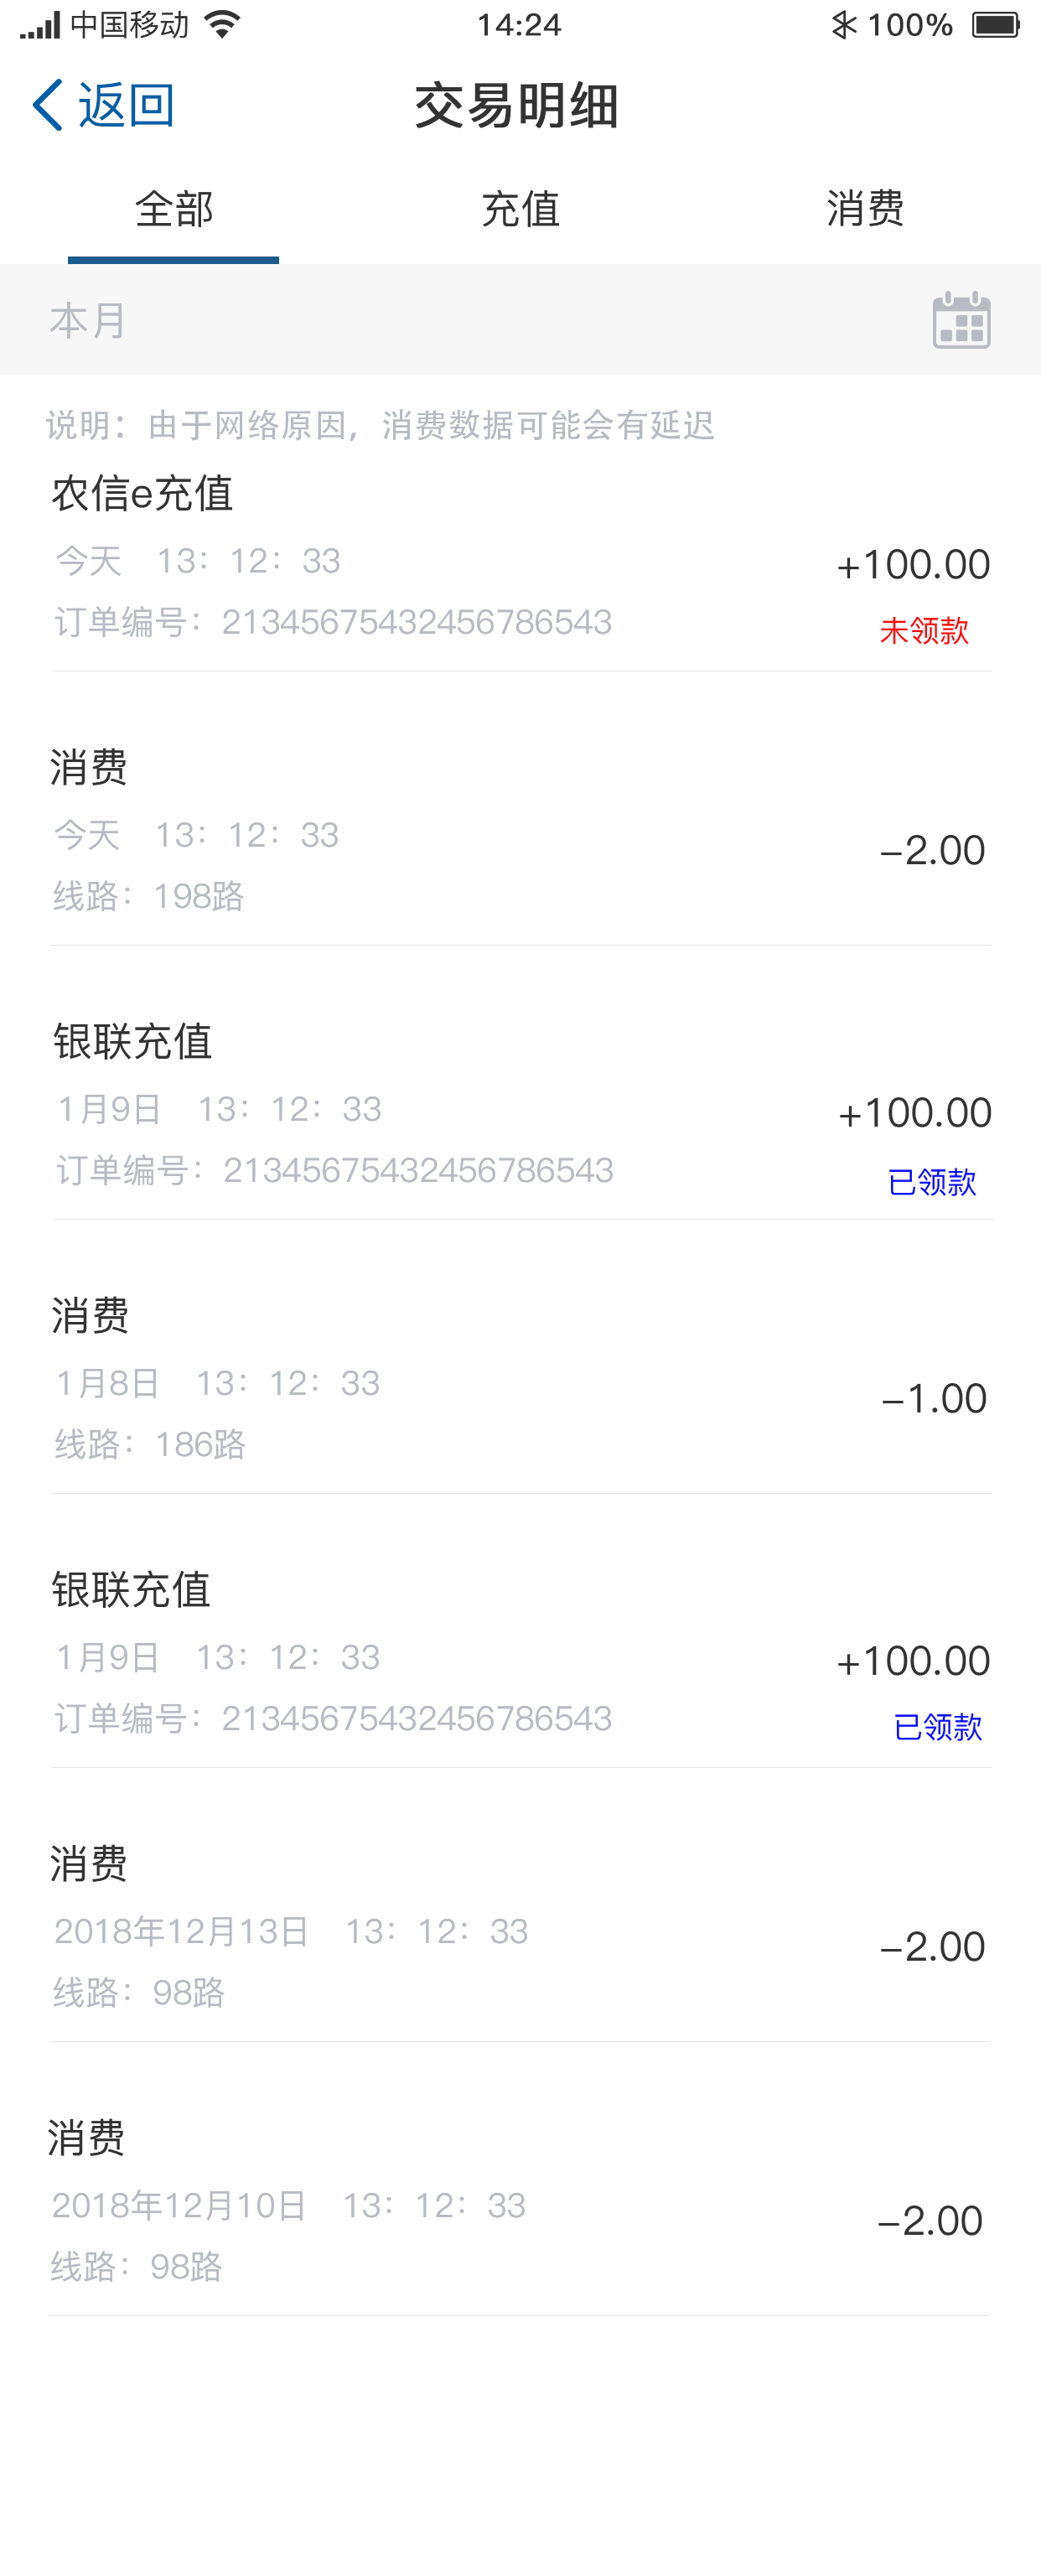 中国移动 14:24 100%
返回 交易明细
全部 充值 消费
本月
说明：由于网络原因，消费数据可能会有延迟
农信e充值
今天 13：12：33
+100.00
订单编号：21345675432456786543
未领款
消费
今天 13：12：33
-2.00
线路：198路
银联充值
1月9日 13：12：33
+100.00
订单编号：21345675432456786543
已领款
消费
1月8日 13：12：33
-1.00
线路：186路
银联充值
1月9日 13：12：33
+100.00
订单编号：21345675432456786543
已领款
消费
2018年12月13日 13：12：33
-2.00
线路：98路
消费
2018年12月10日 13：12：33
-2.00
线路：98路